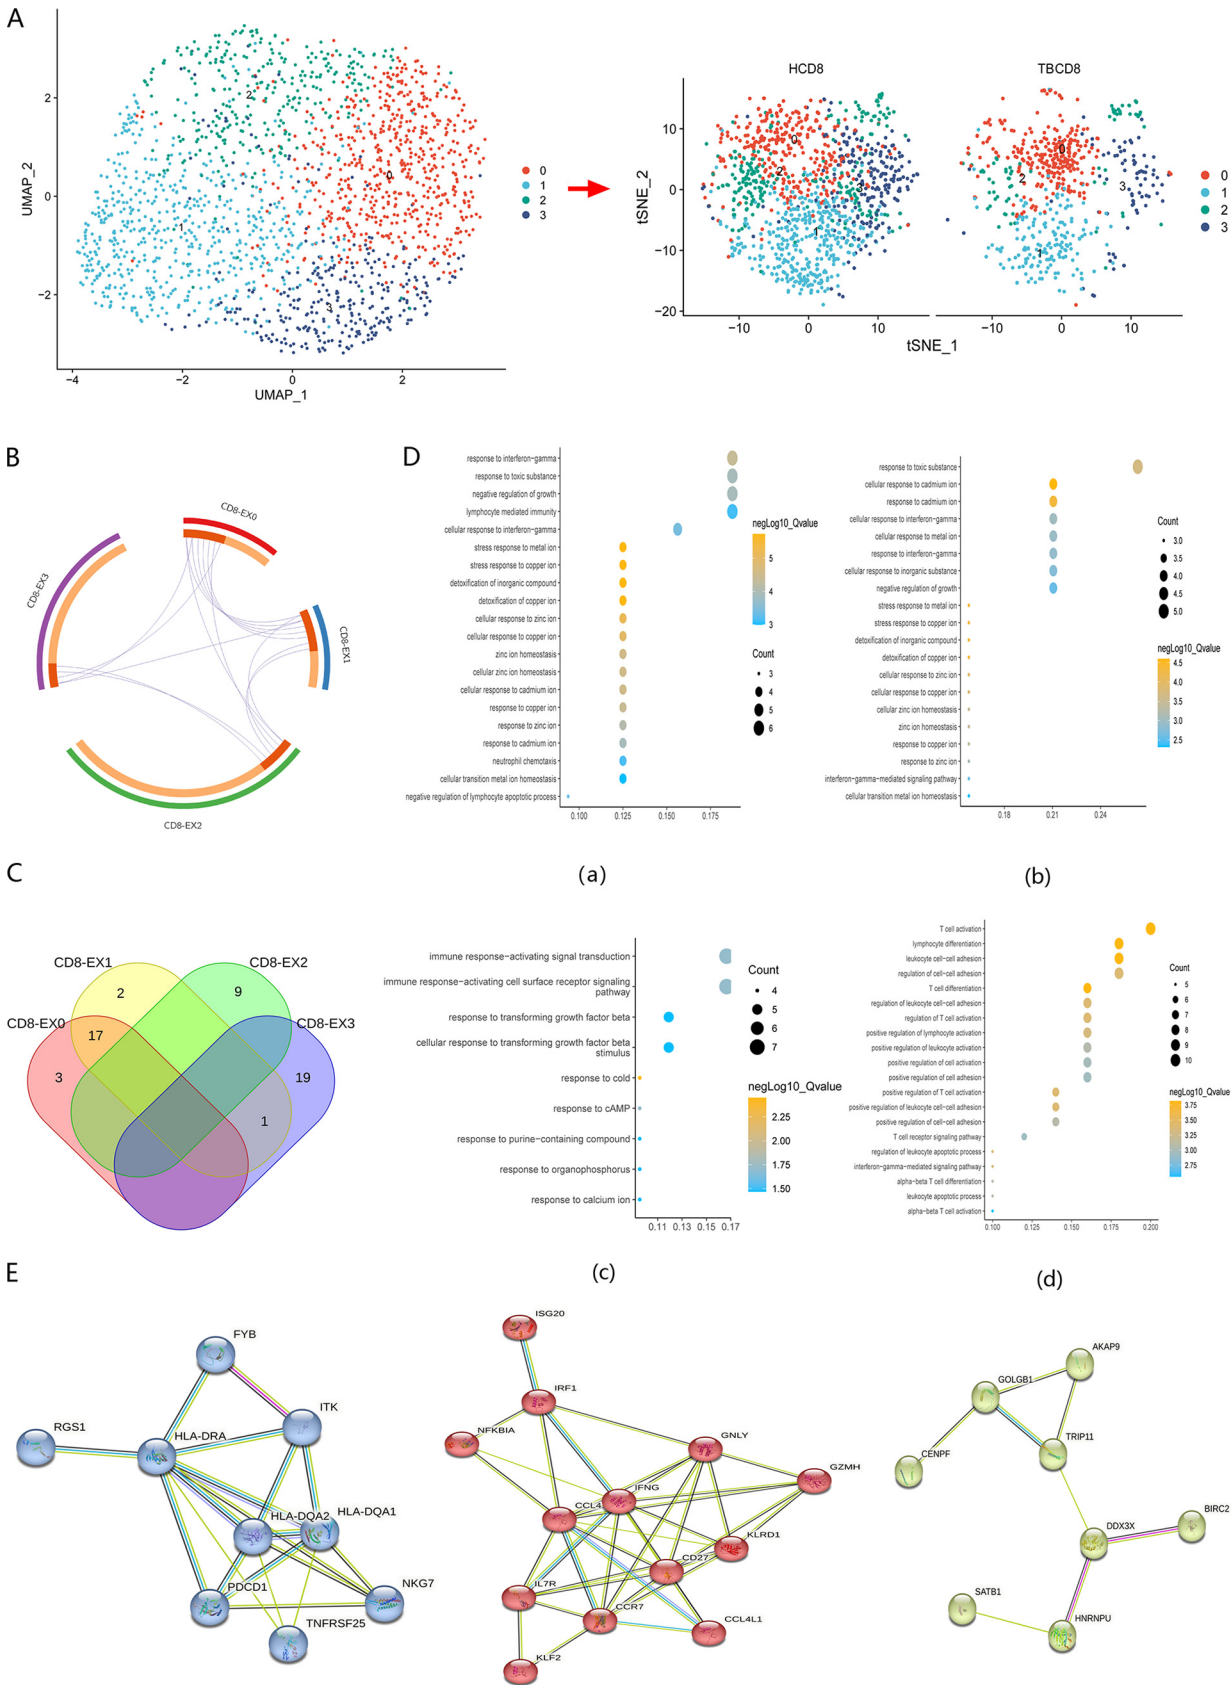 A
HCD8
TBCD8
UMAP_2
2
0
−2
−4
−2
0
2
UMAP_1
2
0
1
3
0
1
2
3
tSNE_2
10
0
−10
−20
0
2
3
1
0
2
3
1
−10
0
10
−10
0
10
tSNE_1
0
1
2
3
B
CD8-EX0
CD8-EX1
CD8-EX2
CD8-EX3
D
response to interferon-gamma
response to toxic substance
negative regulation of growth
lymphocyte mediated immunity
cellular response to interferon-gamma
stress response to metal ion
stress response to copper ion
detoxification of inorganic compound
detoxification of copper ion
cellular response to zinc ion
cellular response to copper ion
zinc ion homeostasis
cellular zinc ion homeostasis
cellular response to cadmium ion
response to copper ion
response to zinc ion
response to cadmium ion
neutrophil chemotaxis
cellular transition metal ion homeostasis
negative regulation of lymphocyte apoptotic process
0.100
0.125
0.150
0.175
negLog10_Qvalue
5
4
3
Count
3
4
5
6
response to toxic substance
cellular response to cadmium ion
response to cadmium ion
cellular response to interferon-gamma
cellular response to metal ion
response to interferon-gamma
cellular response to inorganic substance
negative regulation of growth
stress response to metal ion
stress response to copper ion
detoxification of inorganic compound
detoxification of copper ion
cellular response to zinc ion
cellular response to copper ion
cellular zinc ion homeostasis
zinc ion homeostasis
response to copper ion
response to zinc ion
interferon-gamma-mediated signaling pathway
cellular transition metal ion homeostasis
0.18
0.21
0.24
Count
3.0
3.5
4.0
4.5
5.0
negLog10_Qvalue
4.5
4.0
3.5
3.0
2.5
(a)
(b)
C
CD8-EX1
CD8-EX2
CD8-EX0
CD8-EX3
2
9
17
3
19
1
immune response-activating signal transduction
immune response-activating cell surface receptor signaling
pathway
response to transforming growth factor beta
cellular response to transforming growth factor beta
stimulus
response to cold
response to cAMP
response to purine-containing compound
response to organophosphorus
response to calcium ion
0.11
0.13
0.15
0.17
Count
4
5
6
7
negLog10_Qvalue
2.25
2.00
1.75
1.50
T cell activation
lymphocyte differentiation
leukocyte cell-cell adhesion
regulation of cell-cell adhesion
T cell differentiation
regulation of leukocyte cell-cell adhesion
regulation of T cell activation
positive regulation of lymphocyte activation
positive regulation of leukocyte activation
positive regulation of cell activation
positive regulation of cell adhesion
positive regulation of T cell activation
positive regulation of leukocyte cell-cell adhesion
positive regulation of cell-cell adhesion
T cell receptor signaling pathway
regulation of leukocyte apoptotic process
interferon-gamma-mediated signaling pathway
alpha-beta T cell differentiation
leukocyte apoptotic process
alpha-beta T cell activation
0.100
0.125
0.150
0.175
0.200
Count
5
6
7
8
9
10
negLog10_Qvalue
3.75
3.50
3.25
3.00
2.75
(c)
(d)
E
FYB
ITK
RGS1
HLA-DRA
HLA-DQA2
HLA-DQA1
PDCD1
NKG7
TNFRSF25
ISG20
IRF1
NFKBIA
GNLY
GZMH
IFNG
CCL4
KLRD1
CD27
IL7R
CCR7
CCL4L1
KLF2
AKAP9
GOLGB1
TRIP11
CENPF
BIRC2
DDX3X
SATB1
HNRNPU